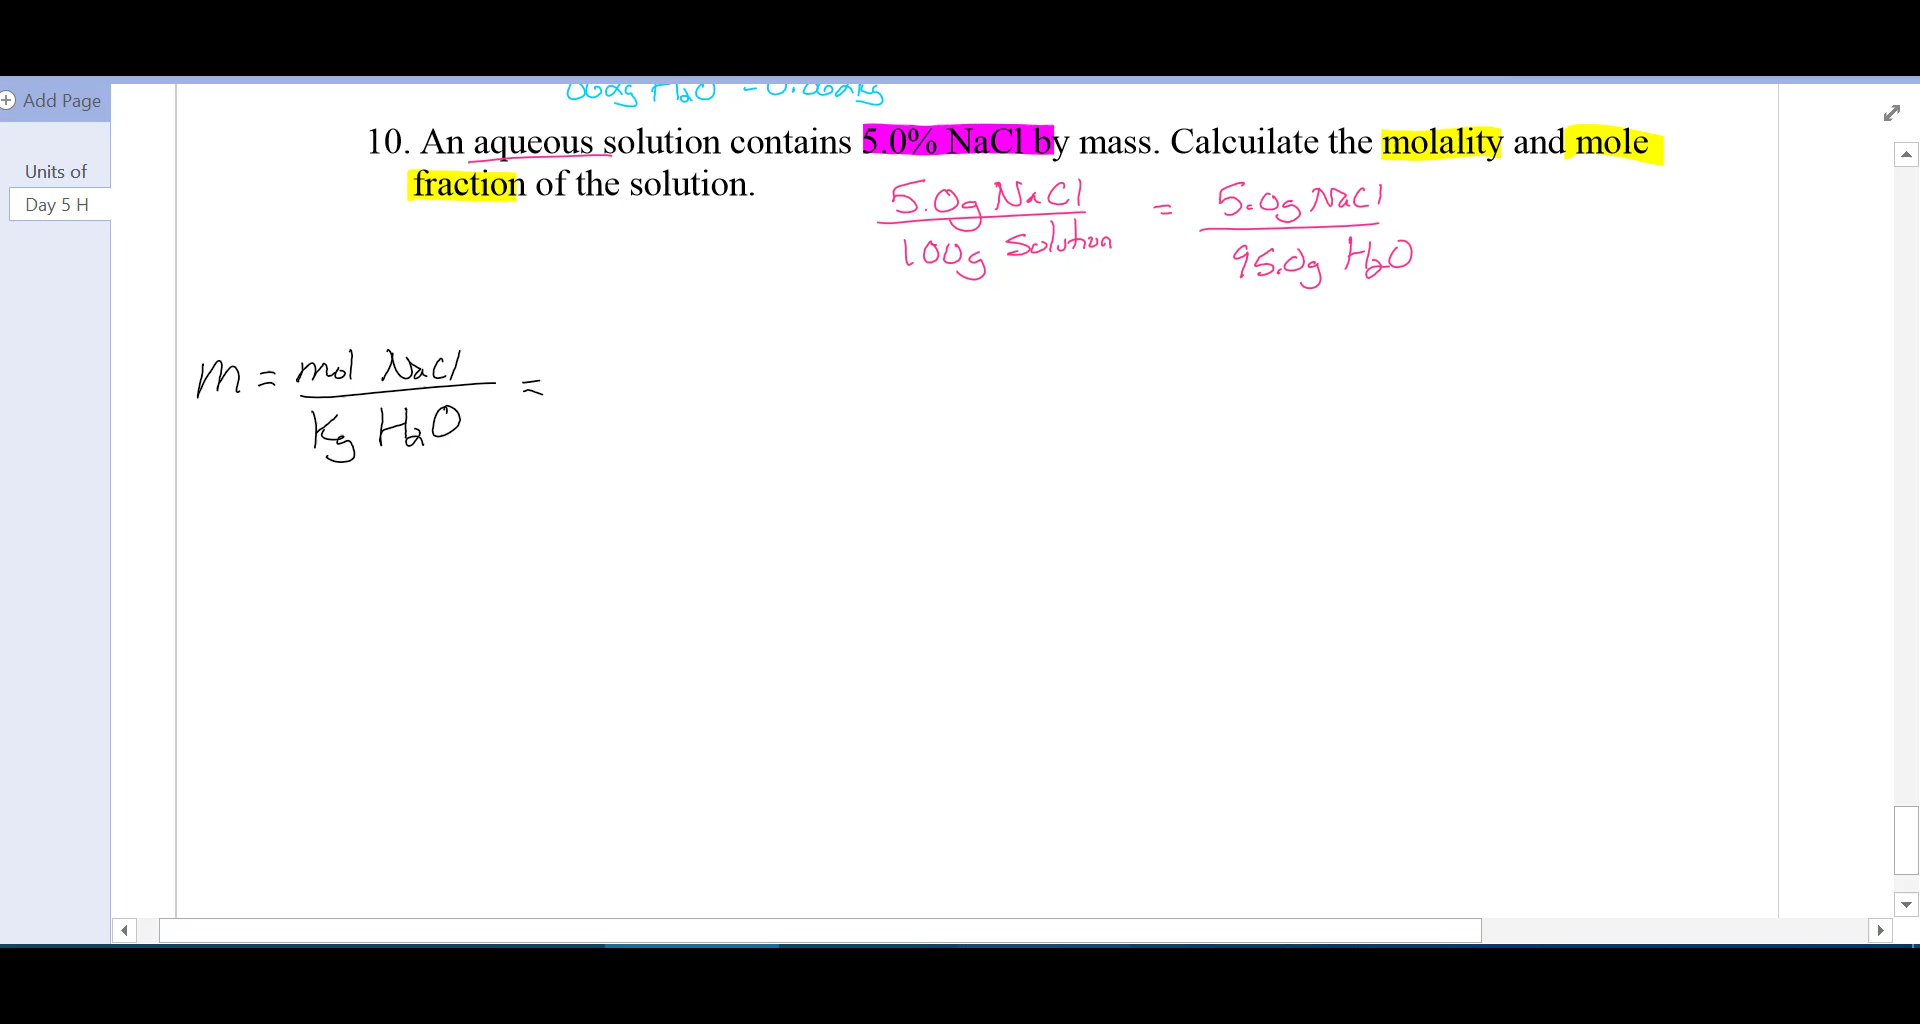 Add Page
Units of
Day 5 H
10. An aqueous solution contains 5.0% NaCl by mass. Calcuilate the molality and mole
fraction of the solution.
5.0g NaCl = 5.0g NaCl
100g Solution 95.0g H2O
m = mol NaCl =
Kg H2O